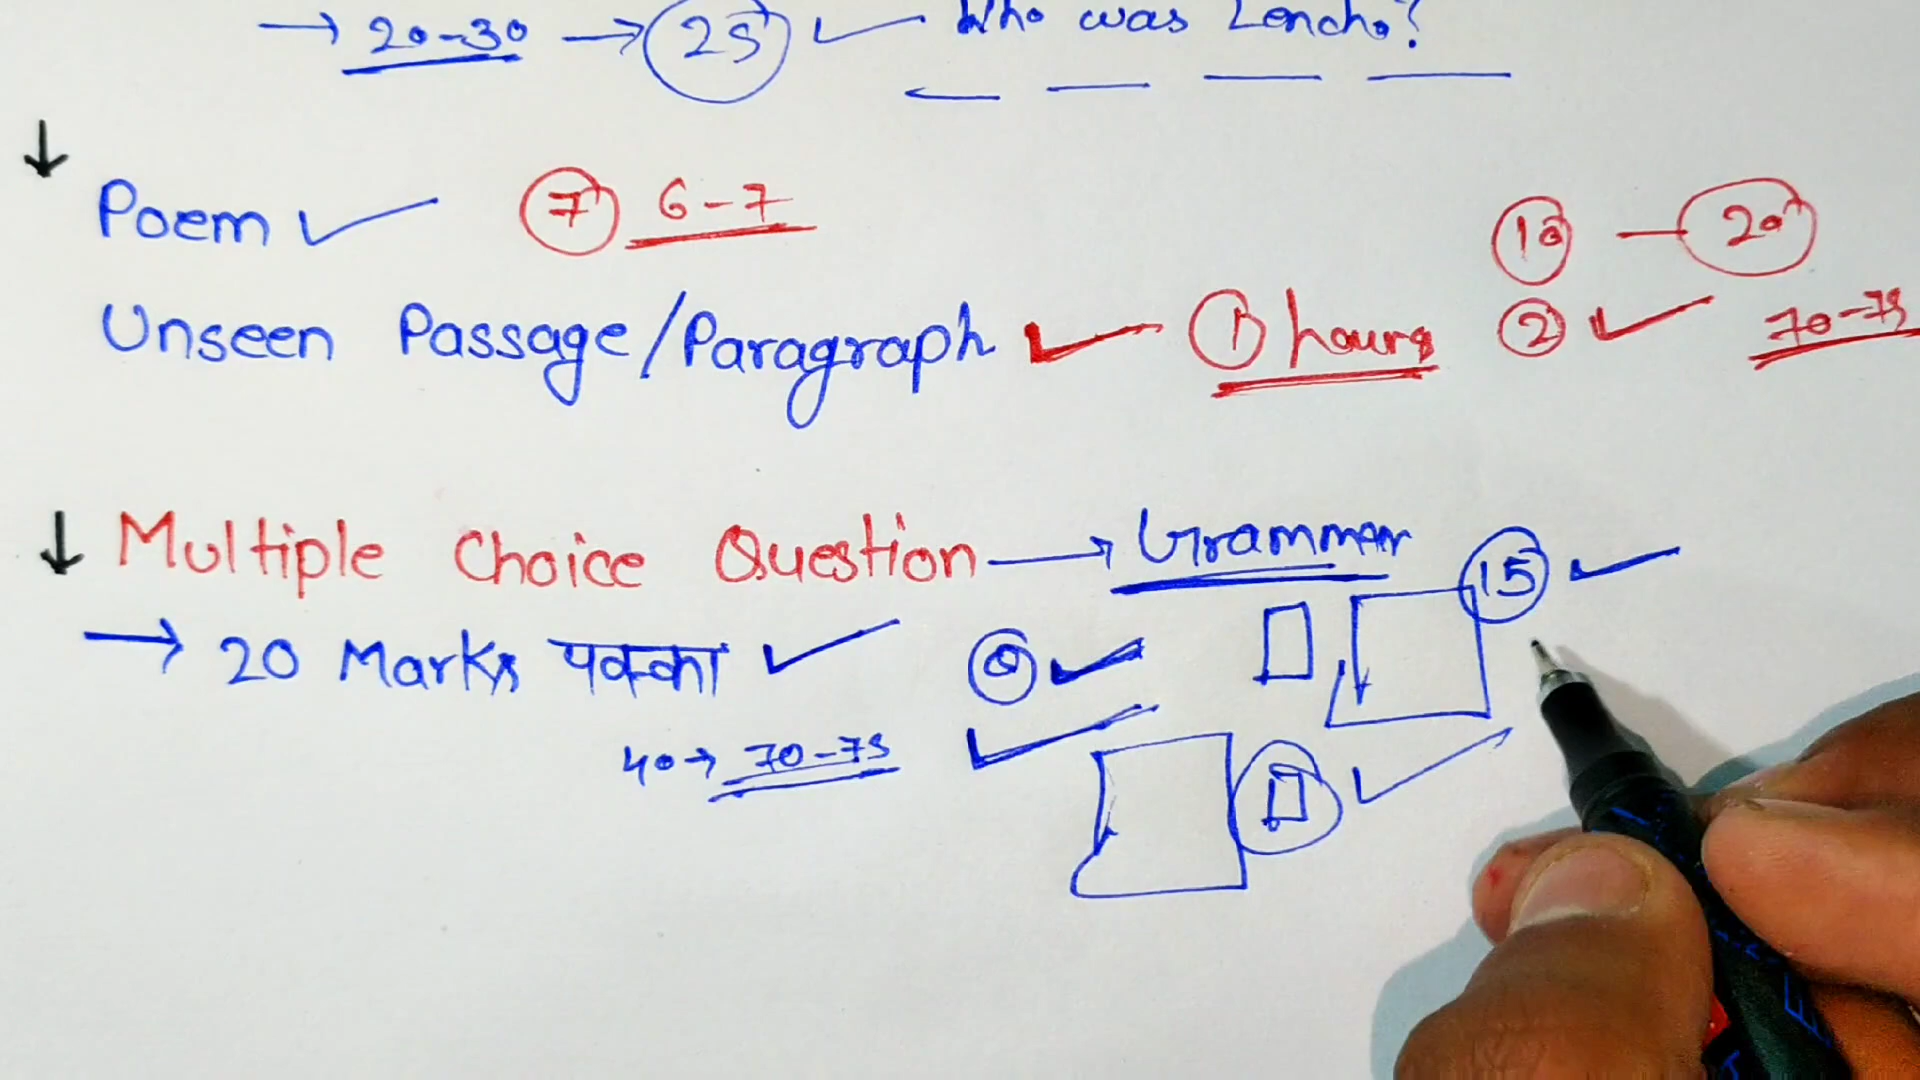 → 20-30 → 25 ✓ Who was Lencho?
↓
Poem ✓ 7 6-7 10 — 20
Unseen Passage/Paragraph ✓ 1 hours 2 ✓ 70-75
↓ Multiple Choice Question → Grammer 15 ✓
→ 20 Marks पक्का ✓ ✓
40→ 70-75 ✓ ✓